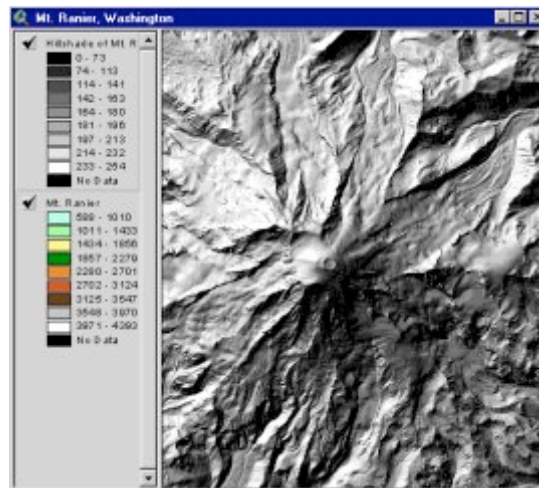 Mt. Ranier, Washington
Hillshade of Mt. R
0 - 73
74 - 113
114 - 141
142 - 163
164 - 180
181 - 196
197 - 213
214 - 232
233 - 254
No Data
Mt. Ranier
589 - 1010
1011 - 1433
1434 - 1856
1857 - 2279
2280 - 2701
2702 - 3124
3125 - 3547
3548 - 3970
3971 - 4393
No Data